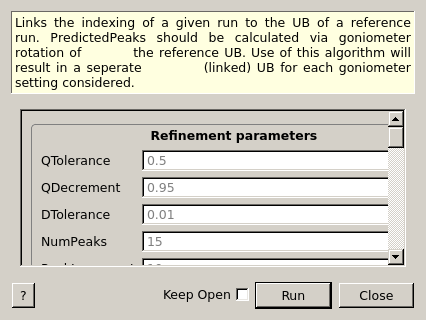 Links the indexing of a given run to the UB of a reference
run. PredictedPeaks should be calculated via goniometer
rotation of the reference UB. Use of this algorithm will
result in a seperate (linked) UB for each goniometer
setting considered.
Refinement parameters
QTolerance 0.5
QDecrement 0.95
DTolerance 0.01
NumPeaks 15
? Keep Open Run Close